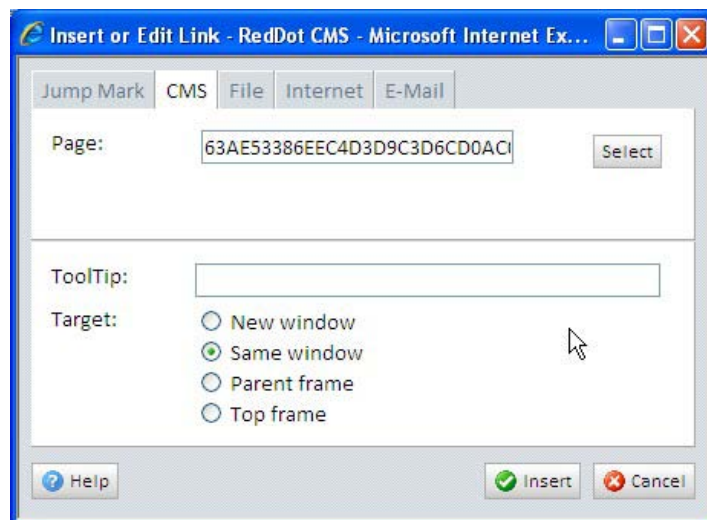 Insert or Edit Link - RedDot CMS - Microsoft Internet Ex...
Jump Mark CMS File Internet E-Mail
Page: 63AE53386EEC4D3D9C3D6CD0AC Select
ToolTip:
Target: New window
Same window
Parent frame
Top frame
Help Insert Cancel